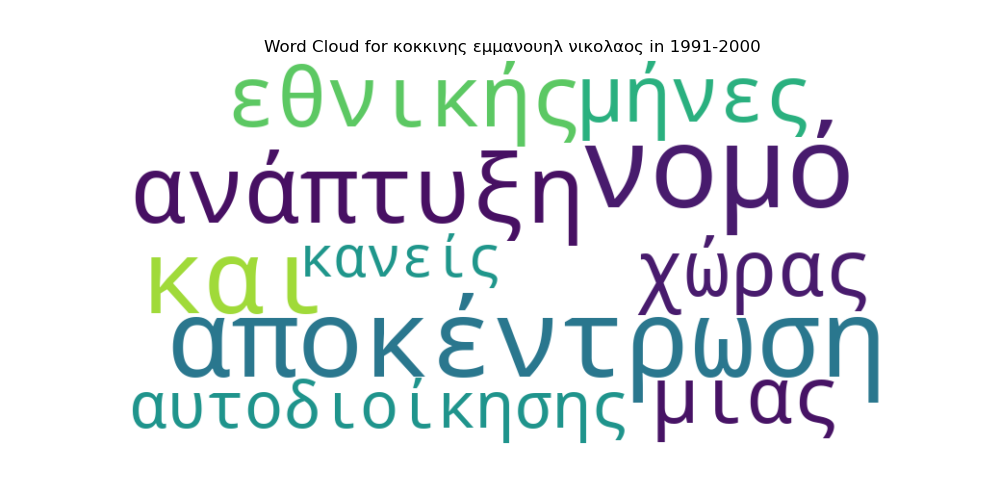 Word Cloud for κοκκινης εμμανουηλ νικολαος in 1991-2000
εθνικής μήνες
ανάπτυξη νομό
και κανείς χώρας
αποκέντρωση
αυτοδιοίκησης μιας